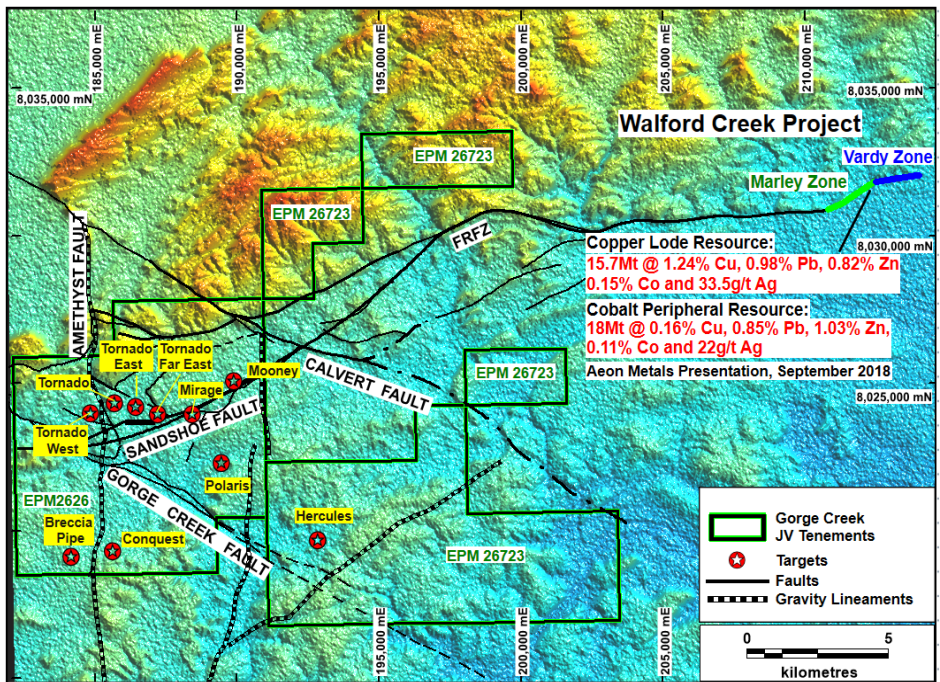 185,000 mE
190,000 mE
195,000 mE
200,000 mE
210,000 mE
8,035,000 mN
8,035,000 mN
Walford Creek Project
Vardy Zone
Marley Zone
EPM 26723
EPM 26723
FRFZ
8,030,000 mN
Copper Lode Resource:
15.7Mt @ 1.24% Cu, 0.98% Pb, 0.82% Zn
0.15% Co and 33.5g/t Ag
Cobalt Peripheral Resource:
18Mt @ 0.16% Cu, 0.85% Pb, 1.03% Zn,
0.11% Co and 22g/t Ag
Aeon Metals Presentation, September 2018
AMETHYST FAULT
Tornado
East
Tornado
Far East
Mooney
CALVERT FAULT
EPM 26723
Tornado
Mirage
8,025,000 mN
Tornado
West
SANDSHOE FAULT
Polaris
GORGE CREEK FAULT
EPM2626
Breccia
Pipe
Conquest
Hercules
EPM 26723
Gorge Creek
JV Tenements
Targets
Faults
Gravity Lineaments
195,000 mE
200,000 mE
205,000 mE
0 5
kilometres